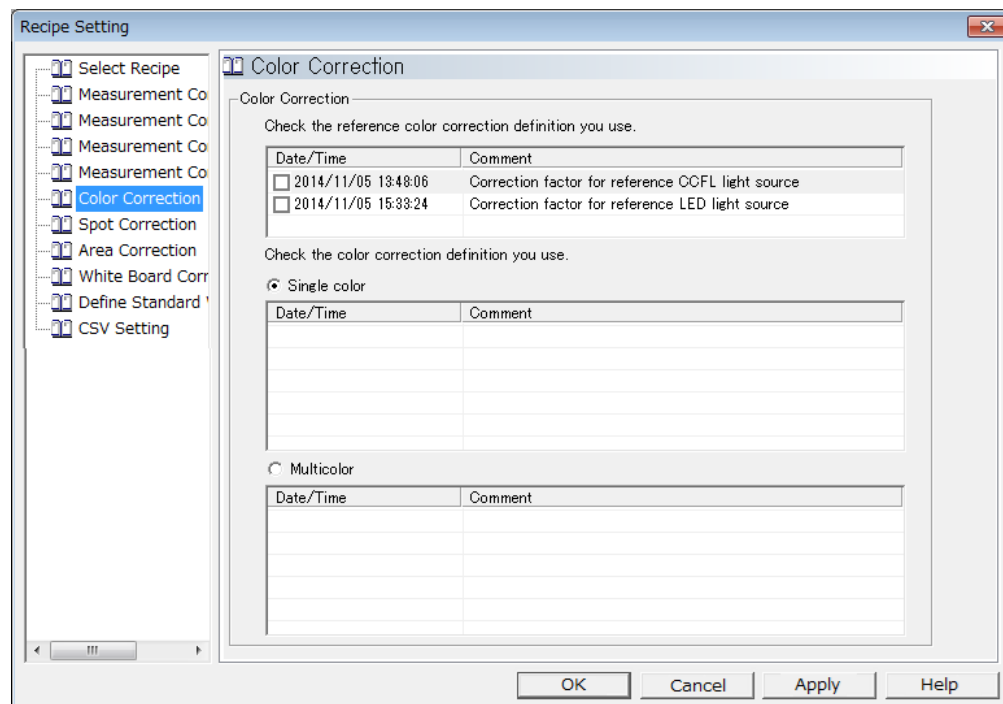 Recipe Setting
Select Recipe
Measurement Co
Measurement Co
Measurement Co
Measurement Co
Color Correction
Spot Correction
Area Correction
White Board Corr
Define Standard
CSV Setting
Color Correction
Color Correction
Check the reference color correction definition you use.
Date/Time Comment
2014/11/05 13:48:06 Correction factor for reference CCFL light source
2014/11/05 15:33:24 Correction factor for reference LED light source
Check the color correction definition you use.
Single color
Date/Time Comment
Multicolor
Date/Time Comment
OK Cancel Apply Help